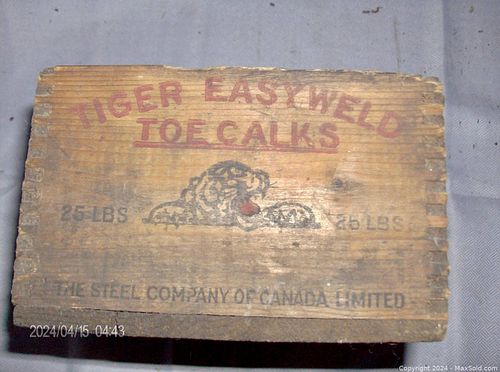 TIGER EASYWELD
TOE CALKS
25 LBS 25 LBS
THE STEEL COMPANY OF CANADA LIMITED
2024/04/15 04:43
Copyright 2024 - MaxSold.com